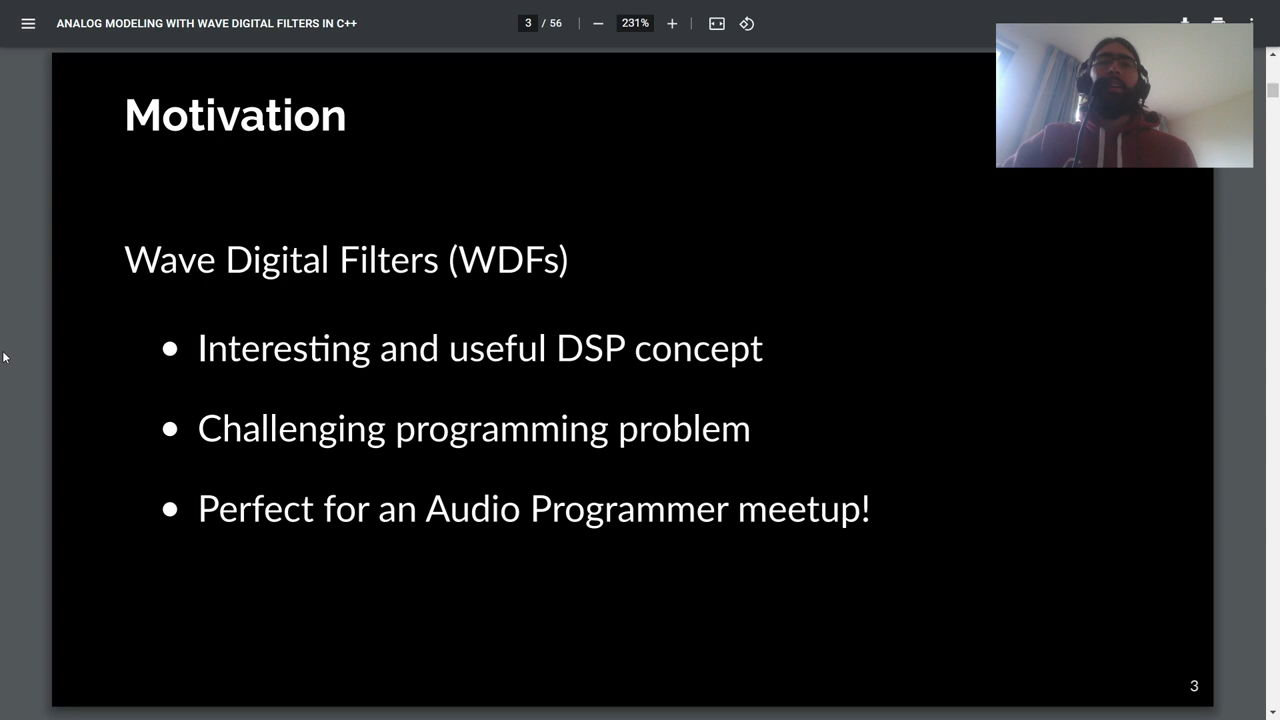 ANALOG MODELING WITH WAVE DIGITAL FILTERS IN C++
3 / 56
231%
Motivation
Wave Digital Filters (WDFs)
• Interesting and useful DSP concept
• Challenging programming problem
• Perfect for an Audio Programmer meetup!
3